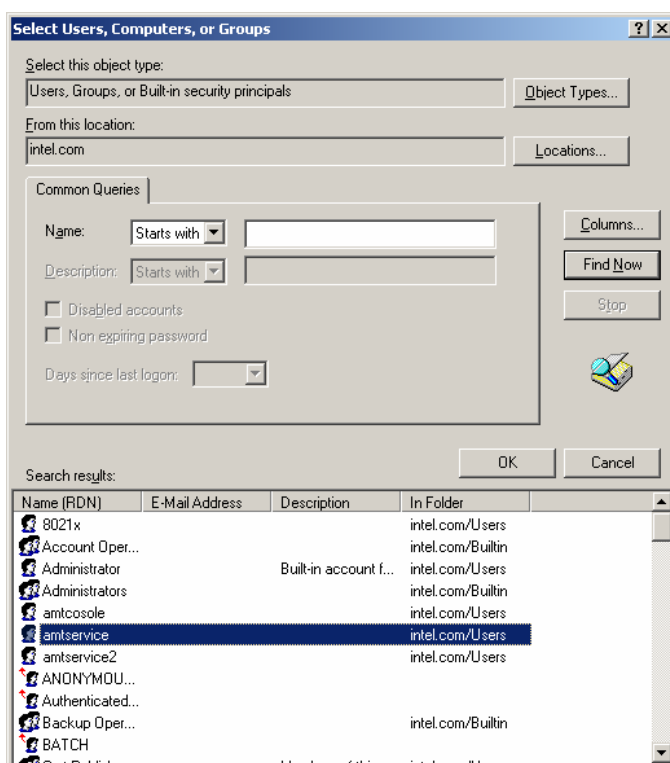 Select Users, Computers, or Groups
Select this object type:
Users, Groups, or Built-in security principals
Object Types...
From this location:
intel.com
Locations...
Common Queries
Name: Starts with
Columns...
Description: Starts with
Find Now
Disabled accounts
Stop
Non expiring password
Days since last logon:
OK Cancel
Search results:
Name (RDN) E-Mail Address Description In Folder
8021x intel.com/Users
Account Oper... intel.com/Builtin
Administrator Built-in account f... intel.com/Users
Administrators intel.com/Builtin
amtcosole intel.com/Users
amtservice intel.com/Users
amtservice2 intel.com/Users
ANONYMOU...
Authenticated...
Backup Oper... intel.com/Builtin
BATCH